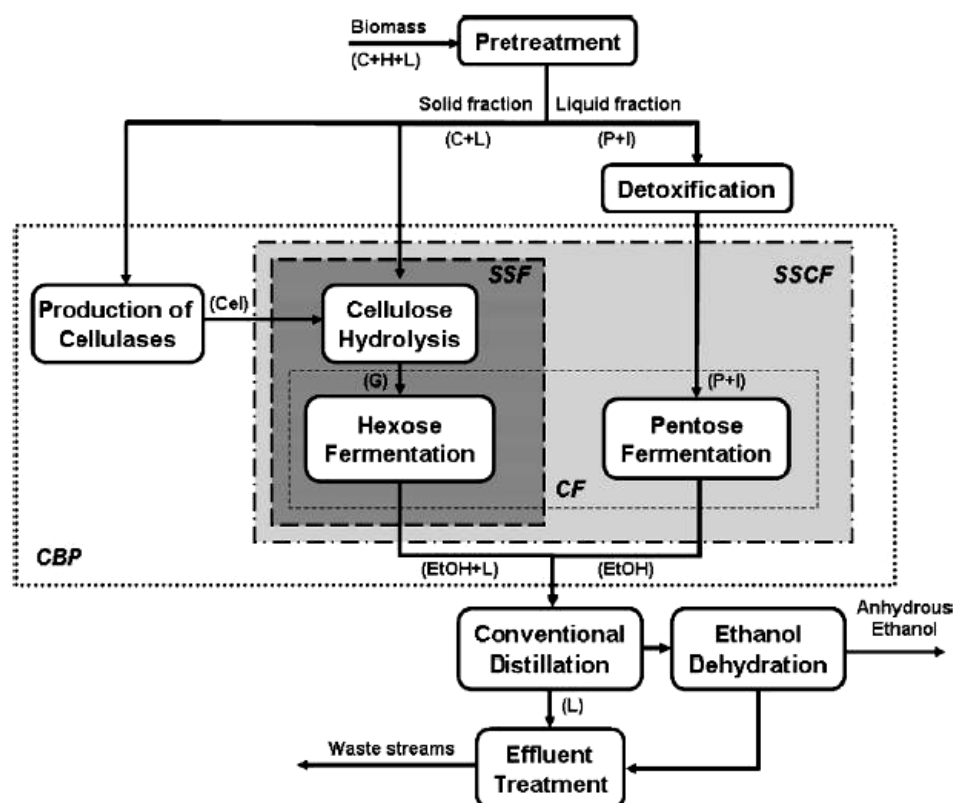 Biomass
(C+H+L)
Pretreatment
Solid fraction
Liquid fraction
(C+L)
(P+I)
Detoxification
SSF
SSCF
Production of
Cellulases
(Cel)
Cellulose
Hydrolysis
(G)
(P+I)
Hexose
Fermentation
Pentose
Fermentation
CF
CBP
(EtOH+L)
(EtOH)
Conventional
Distillation
Ethanol
Dehydration
Anhydrous
Ethanol
(L)
Waste streams
Effluent
Treatment